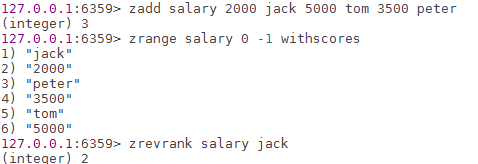 127.0.0.1:6359> zadd salary 2000 jack 5000 tom 3500 peter
(integer) 3
127.0.0.1:6359> zrange salary 0 -1 withscores
1) "jack"
2) "2000"
3) "peter"
4) "3500"
5) "tom"
6) "5000"
127.0.0.1:6359> zrevrank salary jack
(integer) 2